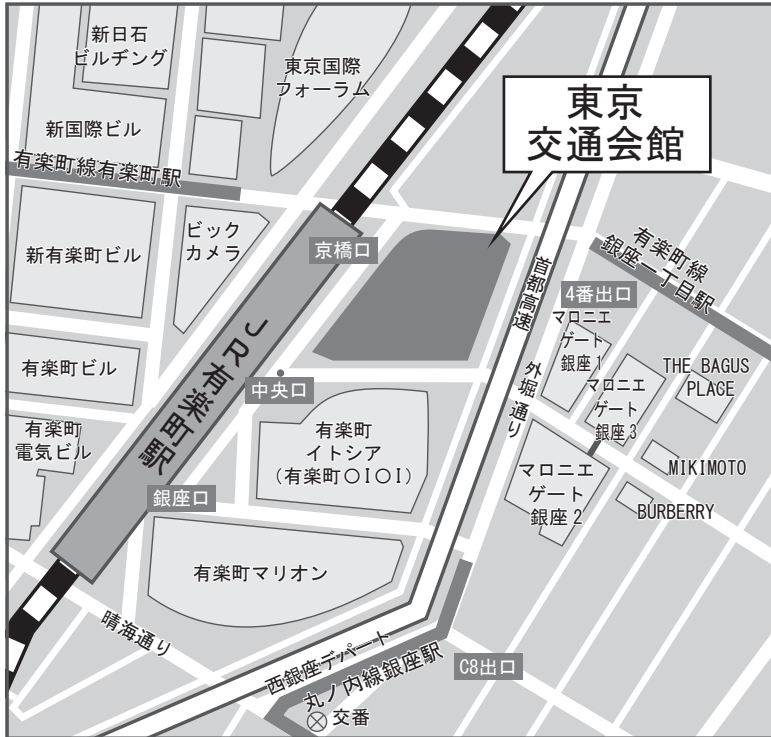 新日石
ビルヂング
東京国際
フォーラム
東京
交通会館
新国際ビル
有楽町線有楽町駅
新有楽町ビル
ビック
カメラ
京橋口
首都高速
有楽町線
銀座一丁目駅
4番出口
マロニエ
ゲート
銀座1
マロニエ
ゲート
銀座3
THE BAGUS
PLACE
有楽町ビル
JR有楽町駅
中央口
外堀通り
有楽町
電気ビル
有楽町
イトシア
(有楽町〇I〇I)
マロニエ
ゲート
銀座2
MIKIMOTO
BURBERRY
銀座口
有楽町マリオン
晴海通り
西銀座デパート
丸ノ内線銀座駅
C8出口
交番